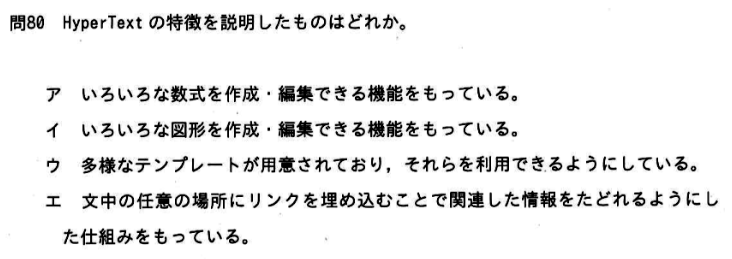 問80 HyperText の特徴を説明したものはどれか。
ア いろいろな数式を作成・編集できる機能をもっている。
イ いろいろな図形を作成・編集できる機能をもっている。
ウ 多様なテンプレートが用意されており，それらを利用できるようにしている。
エ 文中の任意の場所にリンクを埋め込むことで関連した情報をたどれるようにし
た仕組みをもっている。